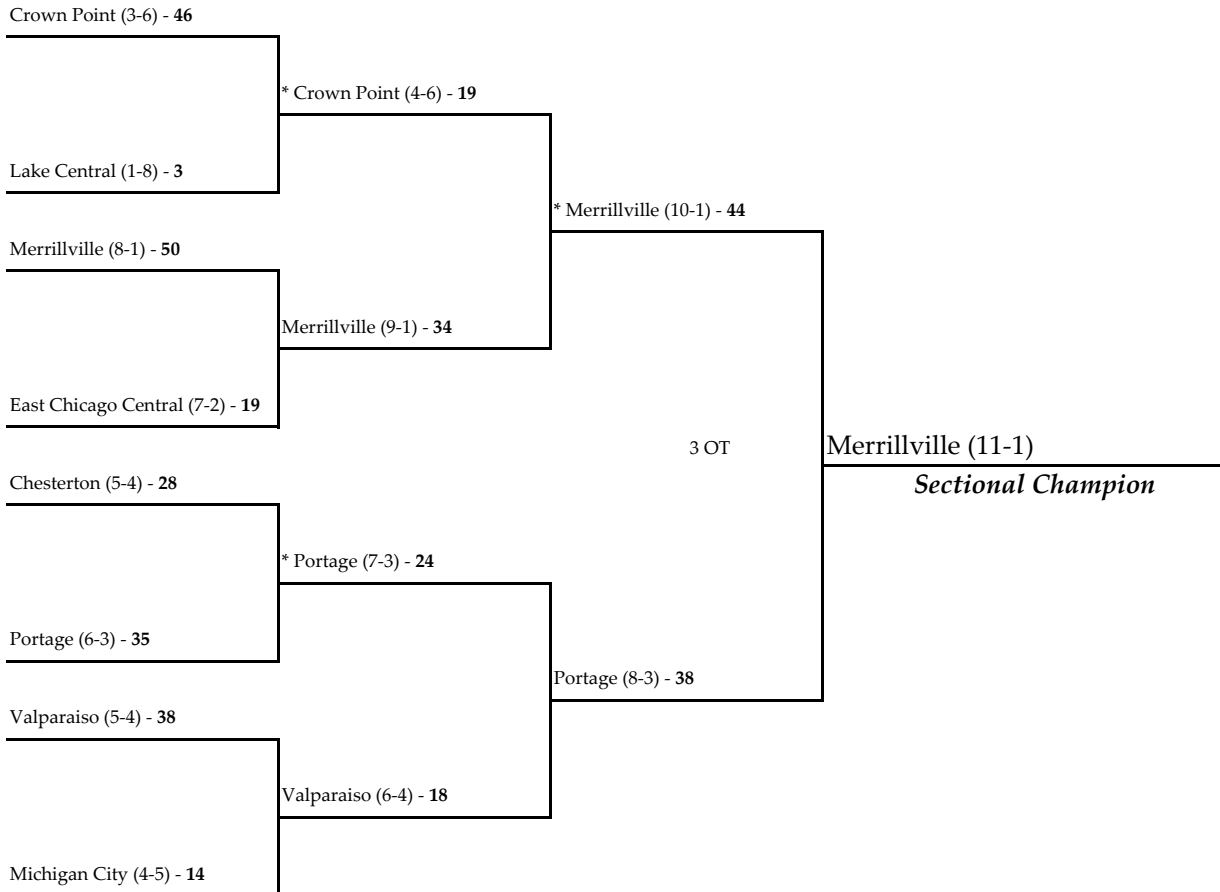 Crown Point (3-6) - 46
* Crown Point (4-6) - 19
Lake Central (1-8) - 3
* Merrillville (10-1) - 44
Merrillville (8-1) - 50
Merrillville (9-1) - 34
East Chicago Central (7-2) - 19
3 OT
Merrillville (11-1)
Sectional Champion
Chesterton (5-4) - 28
* Portage (7-3) - 24
Portage (6-3) - 35
Portage (8-3) - 38
Valparaiso (5-4) - 38
Valparaiso (6-4) - 18
Michigan City (4-5) - 14